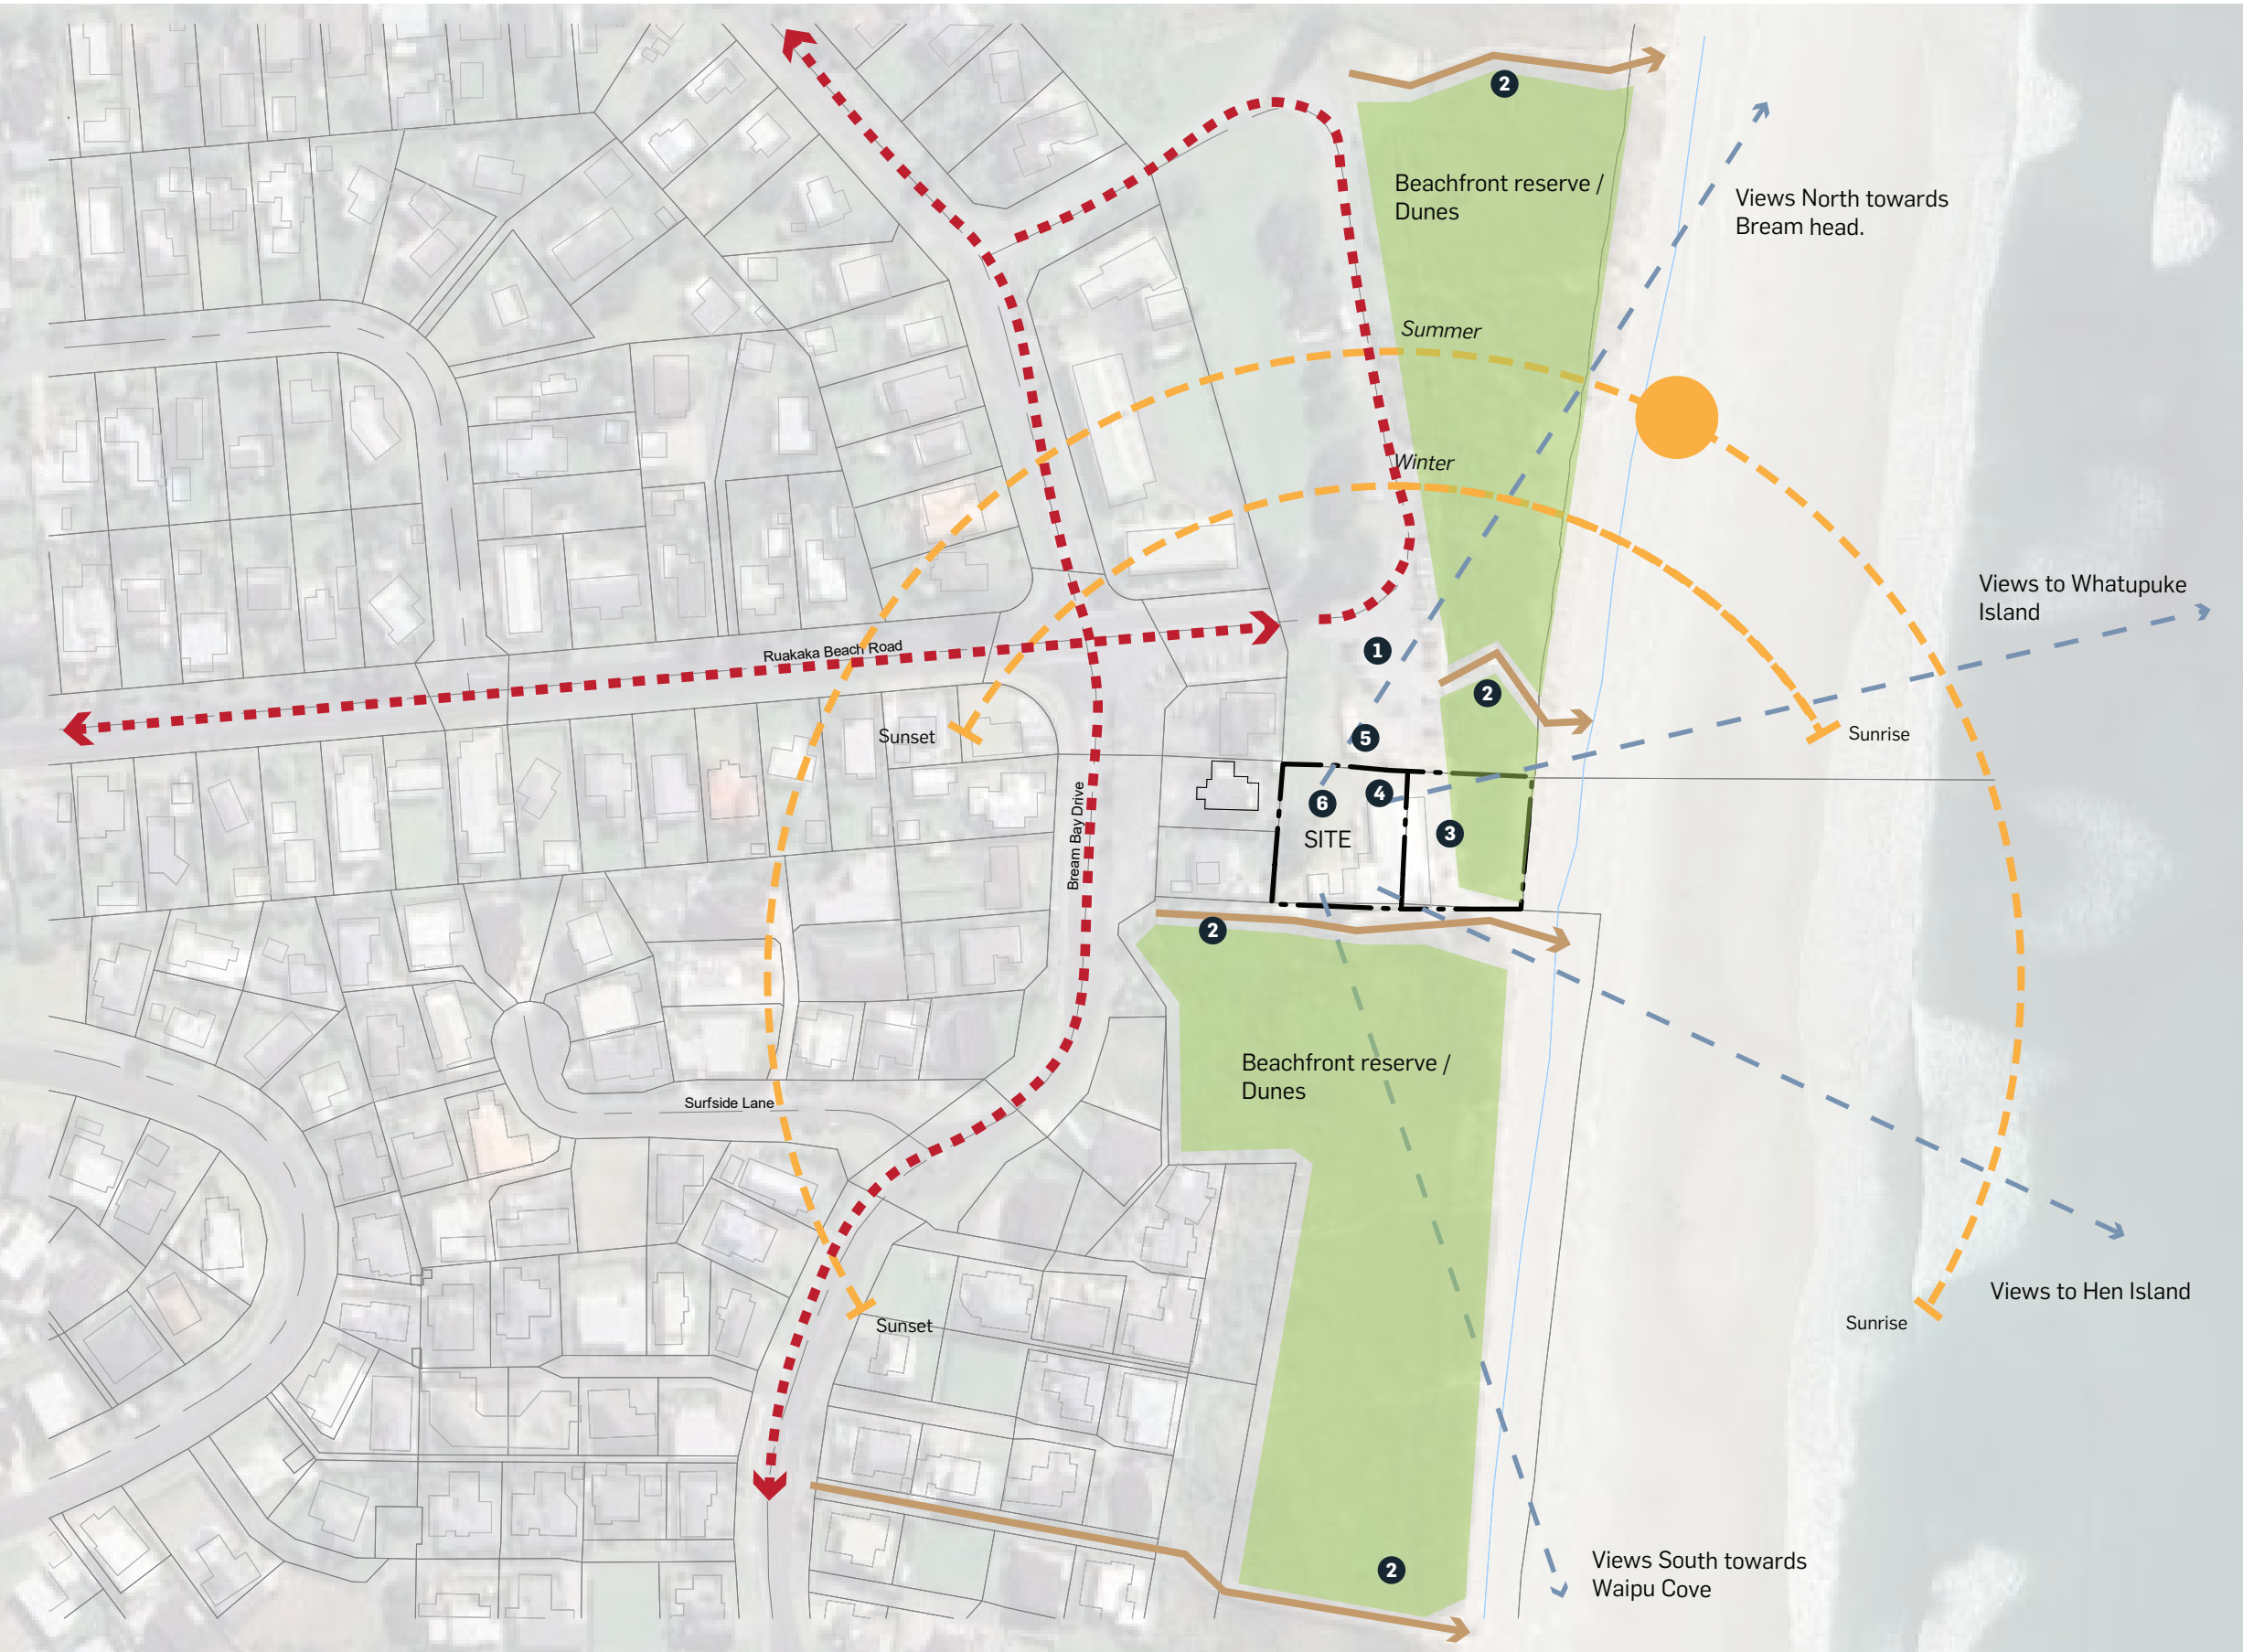 2
Beachfront reserve /
Dunes
Views North towards
Bream head.
Summer
Winter
Views to Whatupuke
Island
Ruakaka Beach Road
1
2
Sunset
Sunrise
5
6
4
3
SITE
Bream Bay Drive
2
Beachfront reserve /
Dunes
Surfside Lane
Views to Hen Island
Sunset
Sunrise
Views South towards
Waipu Cove
2